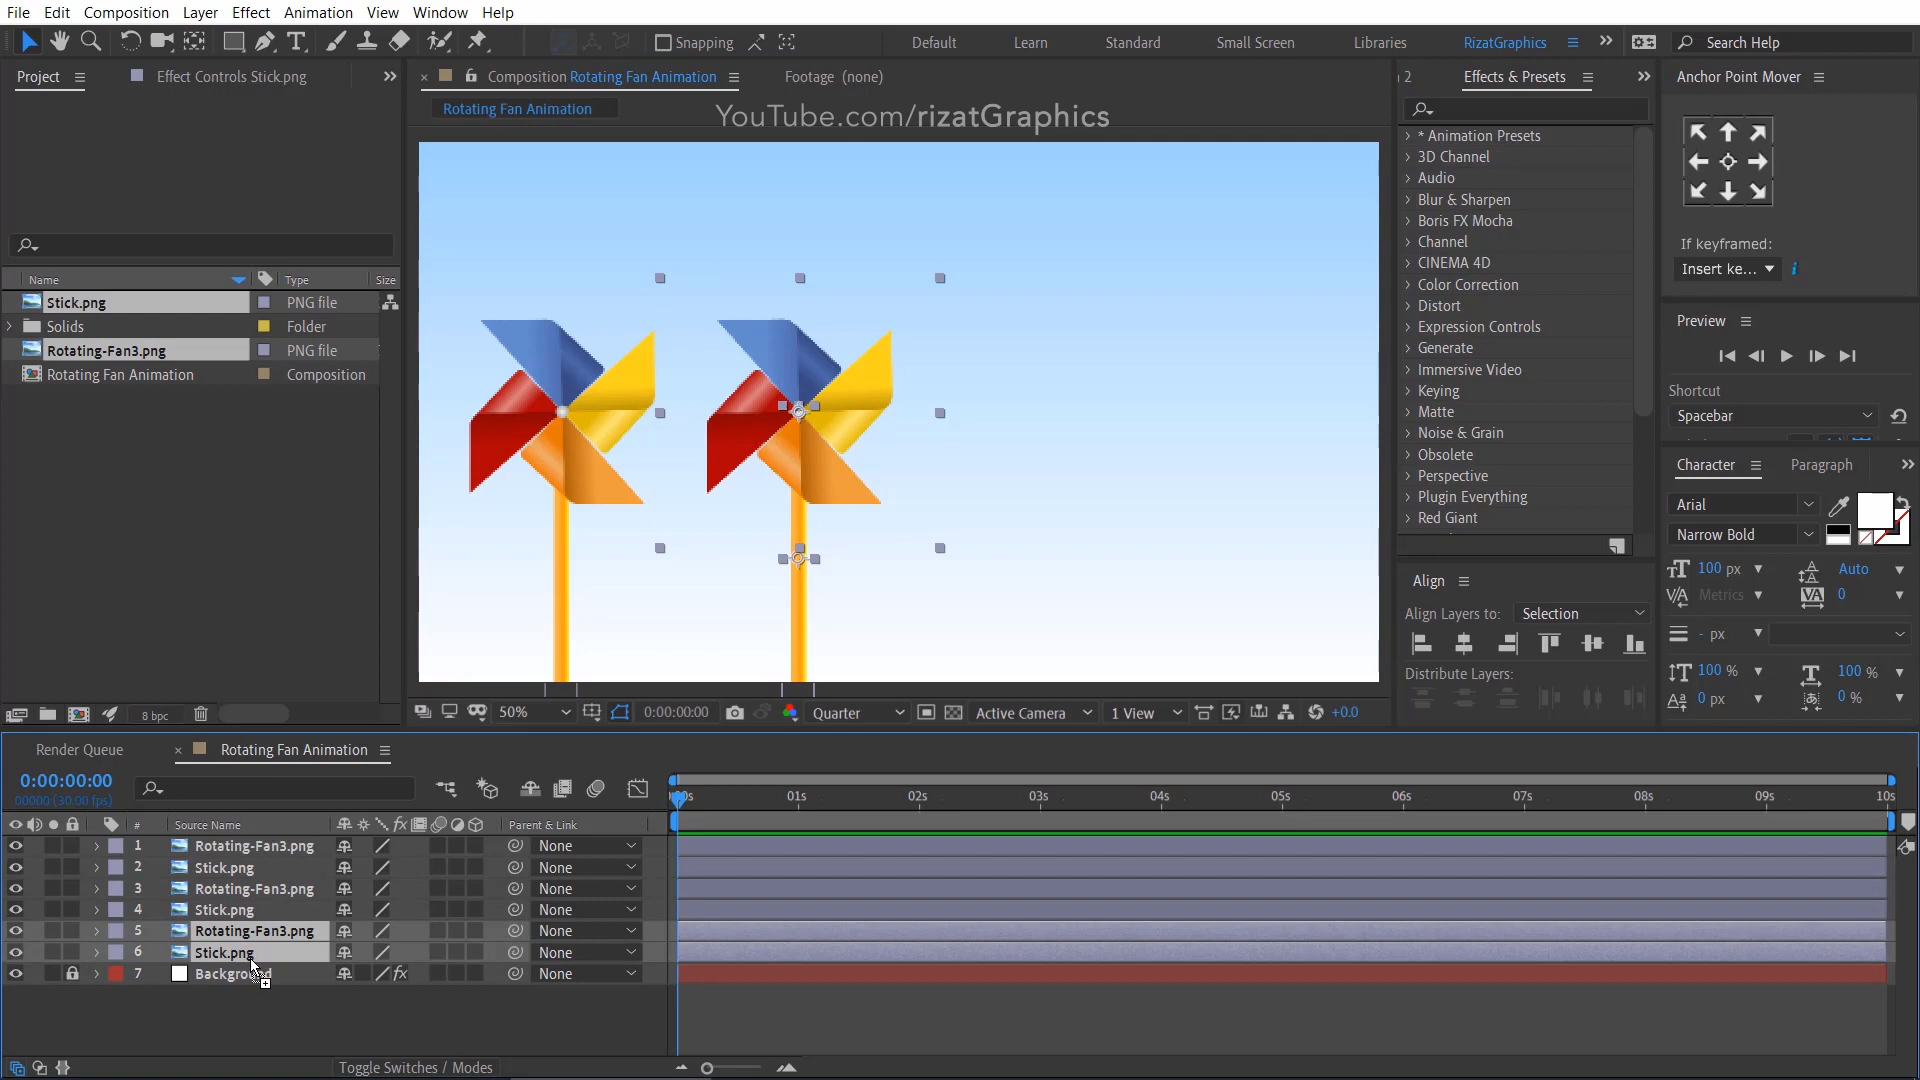 File Edit Composition Layer Effect Animation View Window Help
Snapping Default Learn Standard Small Screen Libraries RizatGraphics Search Help
Project Effect Controls Stick.png
Composition Rotating Fan Animation Footage (none)
2 Effects & Presets
Anchor Point Mover
Rotating Fan Animation
YouTube.com/rizatGraphics
Name Type Size
Stick.png PNG file
Solids Folder
Rotating-Fan3.png PNG file
Rotating Fan Animation Composition
* Animation Presets
3D Channel
Audio
Blur & Sharpen
Boris FX Mocha
Channel
CINEMA 4D
Color Correction
Distort
Expression Controls
Generate
Immersive Video
Keying
Matte
Noise & Grain
Obsolete
Perspective
Plugin Everything
Red Giant
If keyframed:
Insert ke...
Preview
Shortcut
Spacebar
Character Paragraph
Arial
Narrow Bold
100 px Auto
Metrics 0
- px
100 % 100 %
0 px 0 %
Align
Align Layers to: Selection
Distribute Layers:
8 bpc
50% 0:00:00:00 Quarter Active Camera 1 View +0.0
Render Queue Rotating Fan Animation
0:00:00:00
00000 (30.00 fps)
00s 01s 02s 03s 04s 05s 06s 07s 08s 09s 10s
# Source Name fx Parent & Link
1 Rotating-Fan3.png None
2 Stick.png None
3 Rotating-Fan3.png None
4 Stick.png None
5 Rotating-Fan3.png None
6 Stick.png None
7 Background fx None
Toggle Switches / Modes